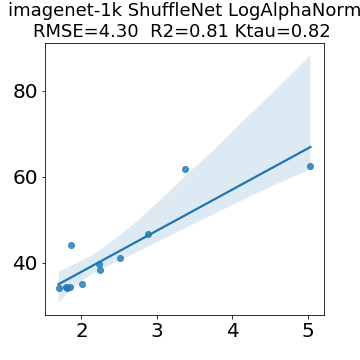 imagenet-1k ShuffleNet LogAlphaNorm
RMSE=4.30  R2=0.81 Ktau=0.82
80
60
40
2 3 4 5